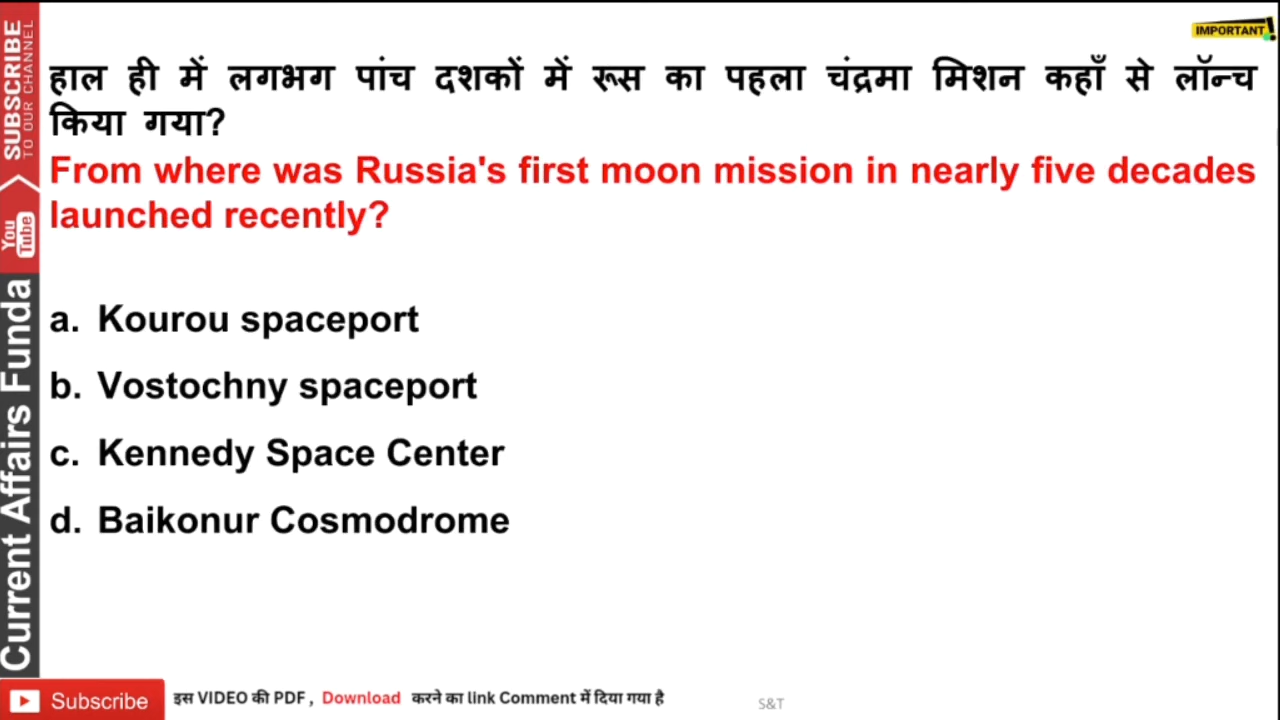 IMPORTANT!
हाल ही में लगभग पांच दशकों में रूस का पहला चंद्रमा मिशन कहाँ से लॉन्च
किया गया?
From where was Russia's first moon mission in nearly five decades
launched recently?
a. Kourou spaceport
b. Vostochny spaceport
c. Kennedy Space Center
d. Baikonur Cosmodrome
SUBSCRIBE
TO OUR CHANNEL
You
Tube
Current Affairs Funda
Subscribe
इस VIDEO की PDF , Download करने का link Comment में दिया गया है
S&T